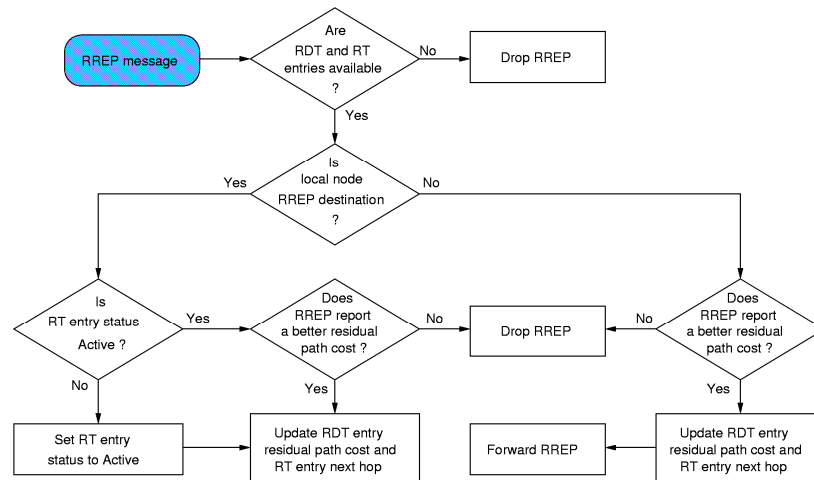 RREP message
Are
RDT and RT
entries available
?
No
Drop RREP
Yes
Is
local node
RREP destination
?
Yes
No
Is
RT entry status
Active ?
Yes
Does
RREP report
a better residual
path cost ?
No
Drop RREP
No
Does
RREP report
a better residual
path cost ?
No
Yes
Yes
Set RT entry
status to Active
Update RDT entry
residual path cost and
RT entry next hop
Forward RREP
Update RDT entry
residual path cost and
RT entry next hop